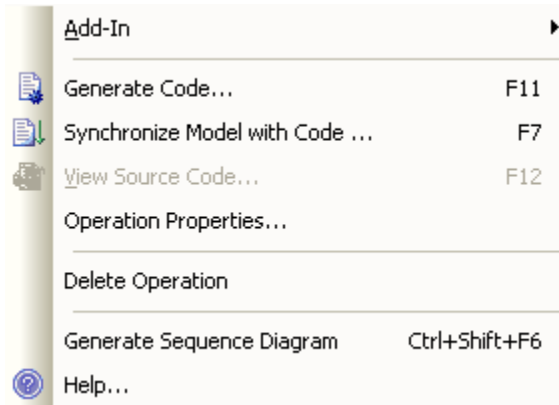 Add-In
Generate Code... F11
Synchronize Model with Code ... F7
View Source Code... F12
Operation Properties...
Delete Operation
Generate Sequence Diagram Ctrl+Shift+F6
Help...